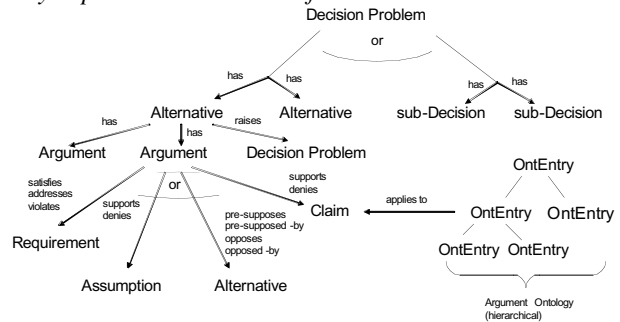 Decision Problem
or
has
has
has
has
Alternative
Alternative
sub-Decision
sub-Decision
has
has
raises
Argument
Argument
Decision Problem
OntEntry
satisfies
addresses
violates
supports
denies
or
supports
denies
pre-supposes
pre-supposed -by
opposes
opposed -by
Claim
applies to
OntEntry
OntEntry
Requirement
OntEntry
OntEntry
Assumption
Alternative
Argument Ontology
(hierarchical)